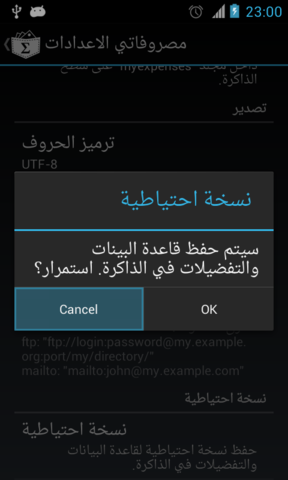 23:00
مصروفاتي الاعدادات
داخل مجلد "myexpenses" على سطح
الذاكرة.
تصدير
ترميز الحروف
UTF-8
نسخة احتياطية
سيتم حفظ قاعدة البينات
والتفضيلات في الذاكرة. استمرار؟
Cancel
OK
ftp: "ftp://login:password@my.example.
org:port/my/directory/"
mailto: "mailto:john@my.example.com"
نسخة احتياطية
نسخة احتياطية
حفظ نسخة احتياطية لقاعدة البيانات
والتفضيلات في الذاكرة.